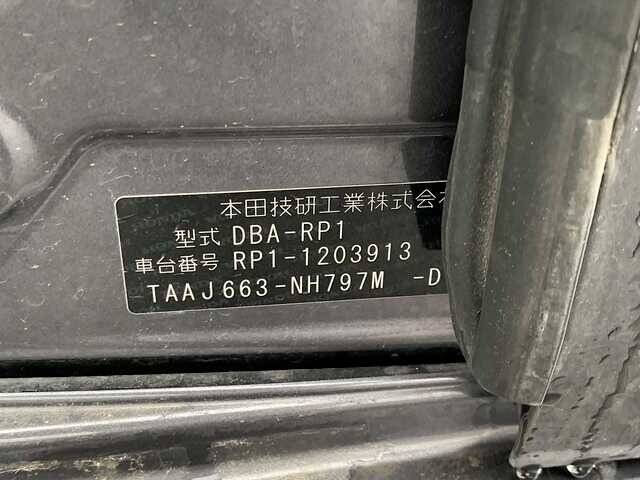 本田技研工業株式会
型式 DBA-RP1
車台番号 RP1-1203913
-TAAJ663-NH797M -D